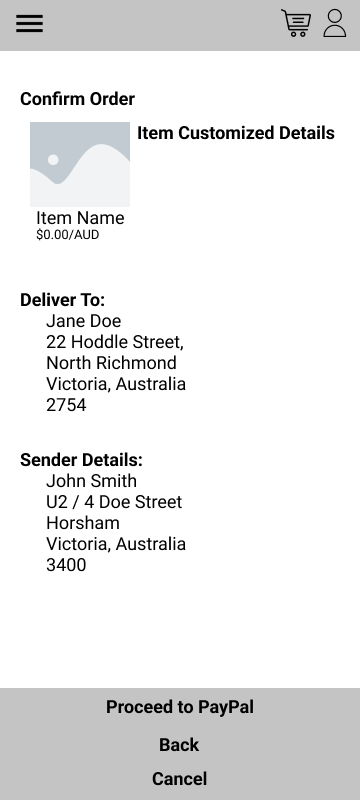 Confirm Order
Item Customized Details
Item Name
$0.00/AUD
Deliver To:
Jane Doe
22 Hoddle Street,
North Richmond
Victoria, Australia
2754
Sender Details:
John Smith
U2 / 4 Doe Street
Horsham
Victoria, Australia
3400
Proceed to PayPal
Back
Cancel